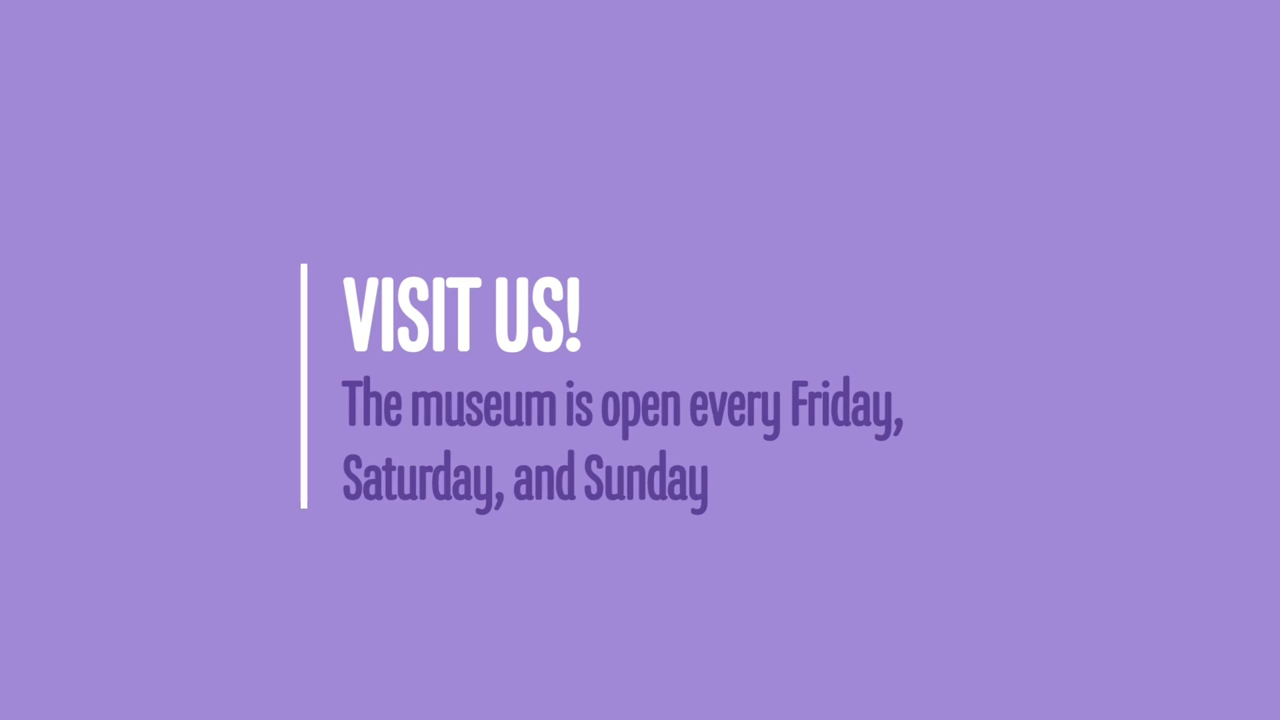 VISIT US!
The museum is open every Friday,
Saturday, and Sunday